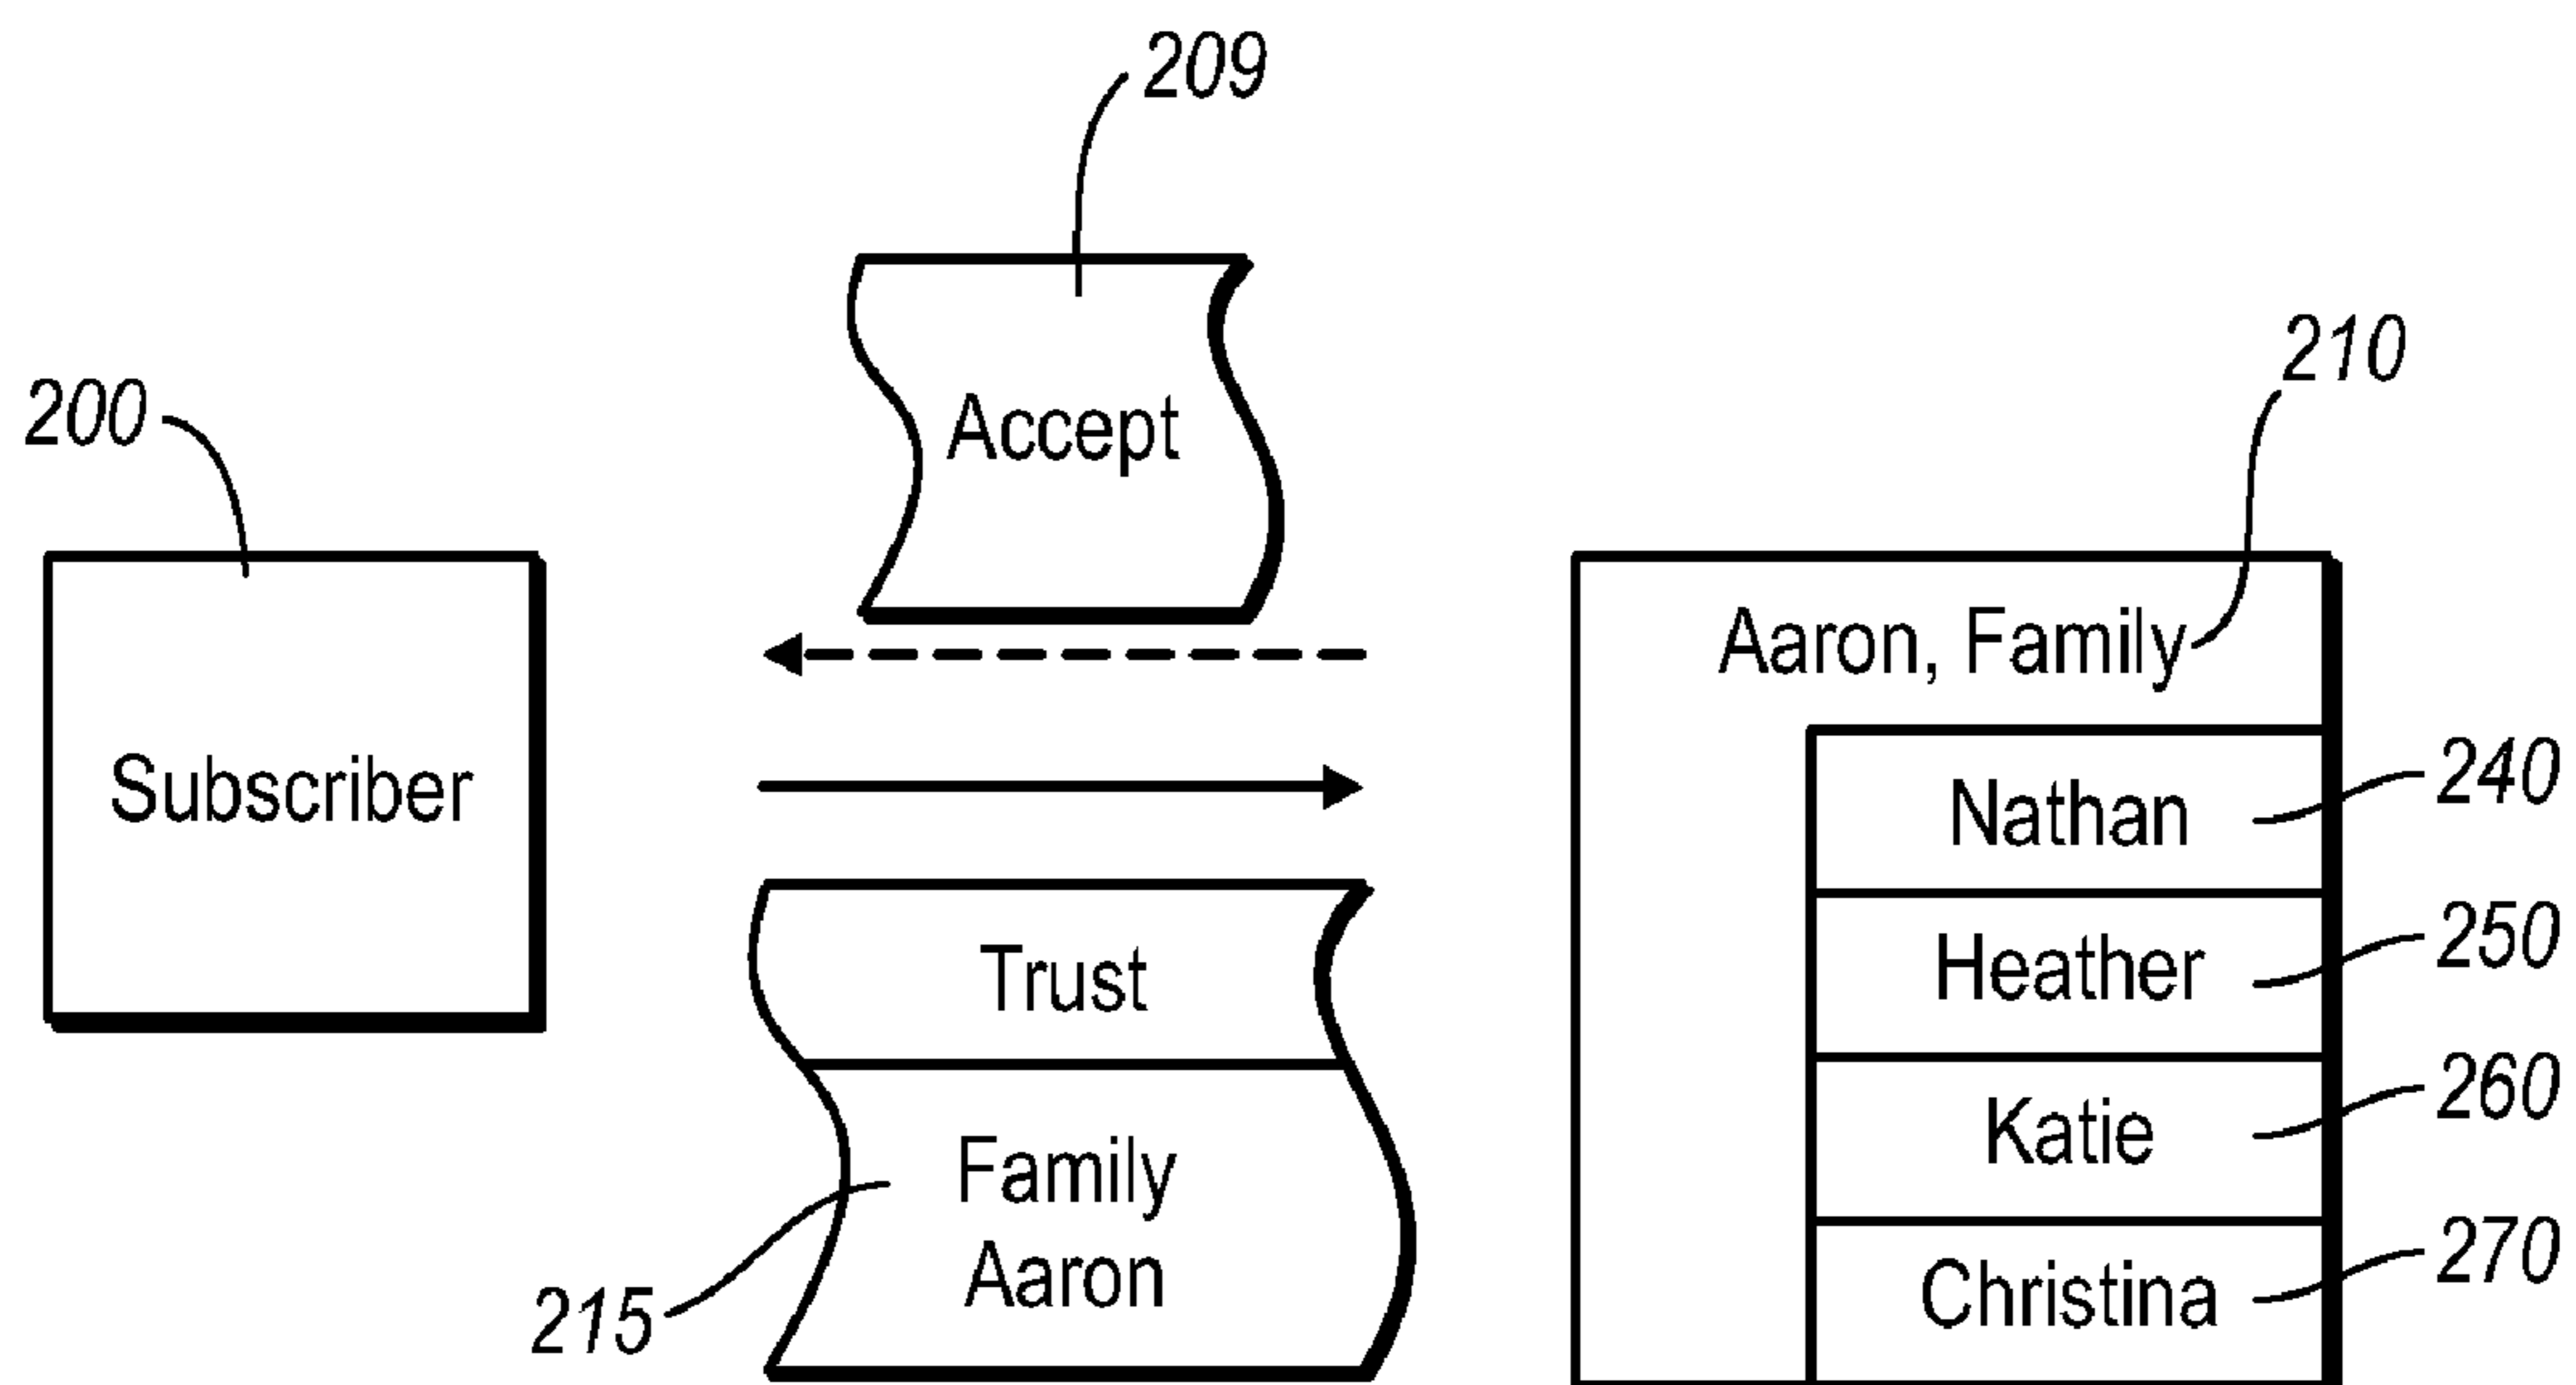 209
Accept
200
210
Aaron, Family
Subscriber
Nathan
240
Heather
250
Trust
Katie
260
Family
Aaron
215
Christina
270